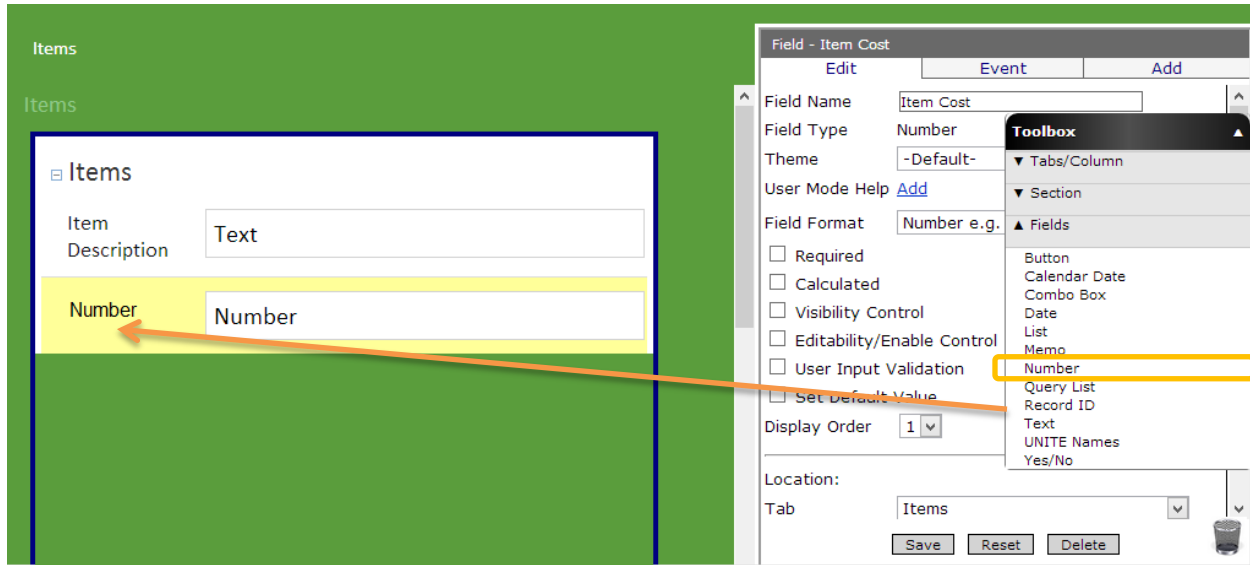 Items
Items
Items
Item
Description
Text
Number
Number
Field - Item Cost
Edit
Event
Add
Field Name
Item Cost
Field Type
Number
Theme
-Default-
User Mode Help
Add
Field Format
Number e.g.
Required
Calculated
Visibility Control
Editability/Enable Control
User Input Validation
Set Default Value
Display Order
1
Location:
Tab
Items
Save
Reset
Delete
Toolbox
Tabs/Column
Section
Fields
Button
Calendar Date
Combo Box
Date
List
Memo
Number
Query List
Record ID
Text
UNITE Names
Yes/No